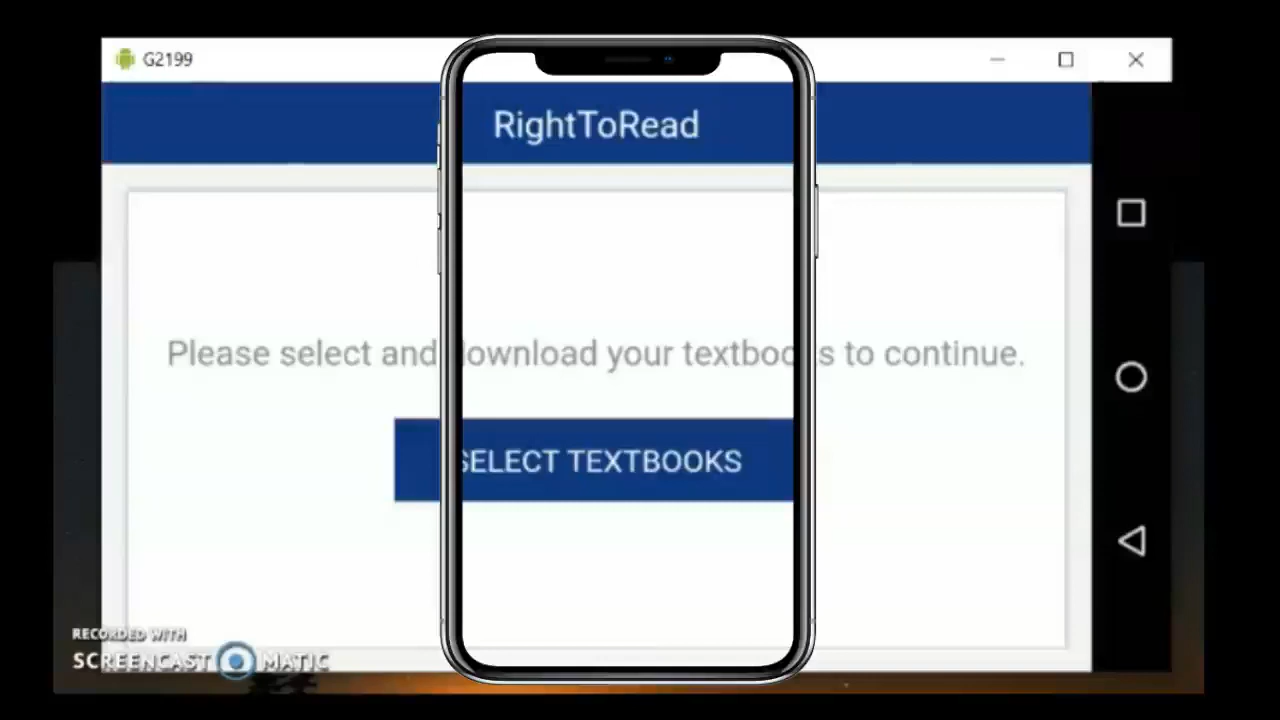 G2199
RightToRead
Please select and download your textbooks to continue.
SELECT TEXTBOOKS
RECORDED WITH
SCREENCAST MATIC